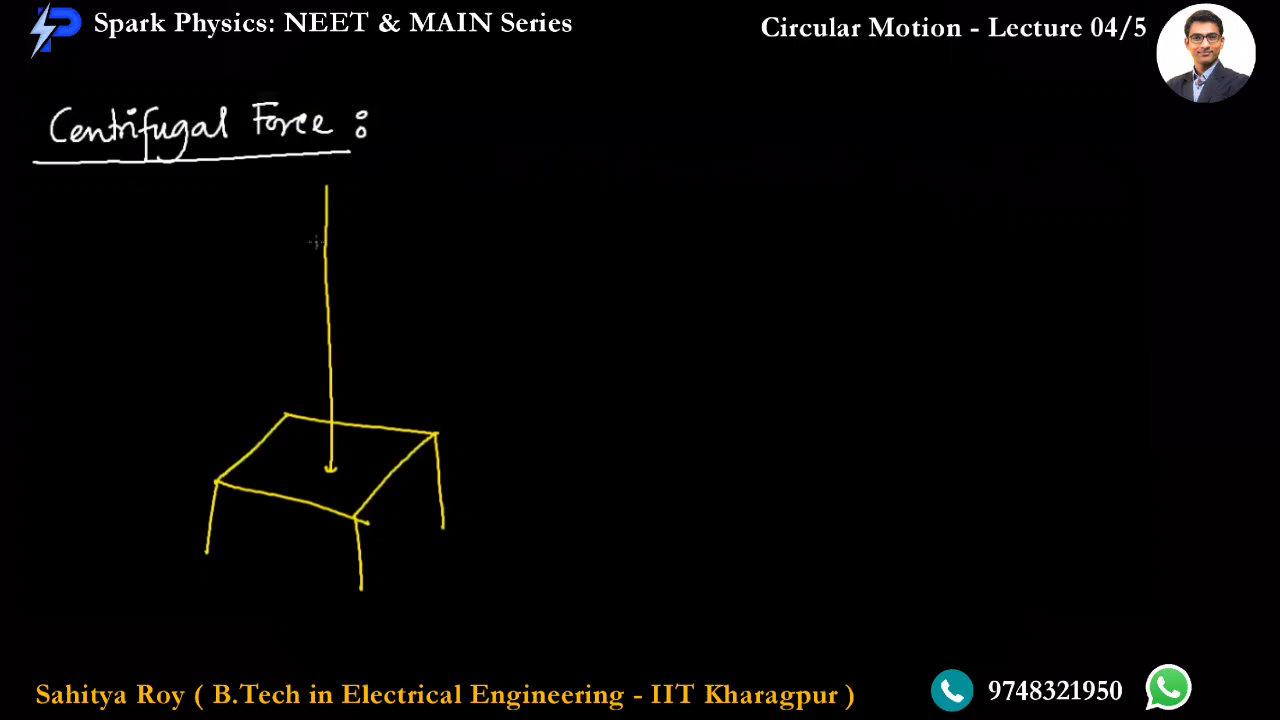 Spark Physics: NEET & MAIN Series
Circular Motion - Lecture 04/5
Centrifugal Force :
Sahitya Roy ( B.Tech in Electrical Engineering - IIT Kharagpur )
9748321950